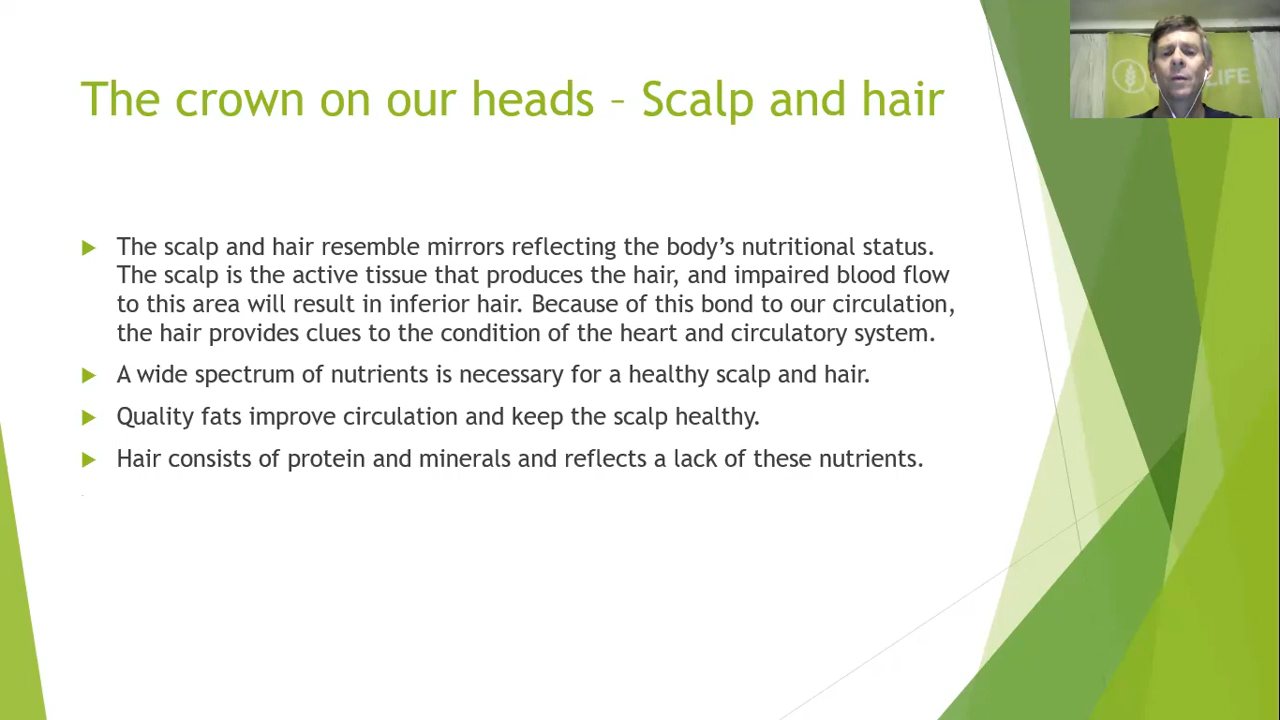 The crown on our heads – Scalp and hair
The scalp and hair resemble mirrors reflecting the body’s nutritional status.
The scalp is the active tissue that produces the hair, and impaired blood flow
to this area will result in inferior hair. Because of this bond to our circulation,
the hair provides clues to the condition of the heart and circulatory system.
A wide spectrum of nutrients is necessary for a healthy scalp and hair.
Quality fats improve circulation and keep the scalp healthy.
Hair consists of protein and minerals and reflects a lack of these nutrients.